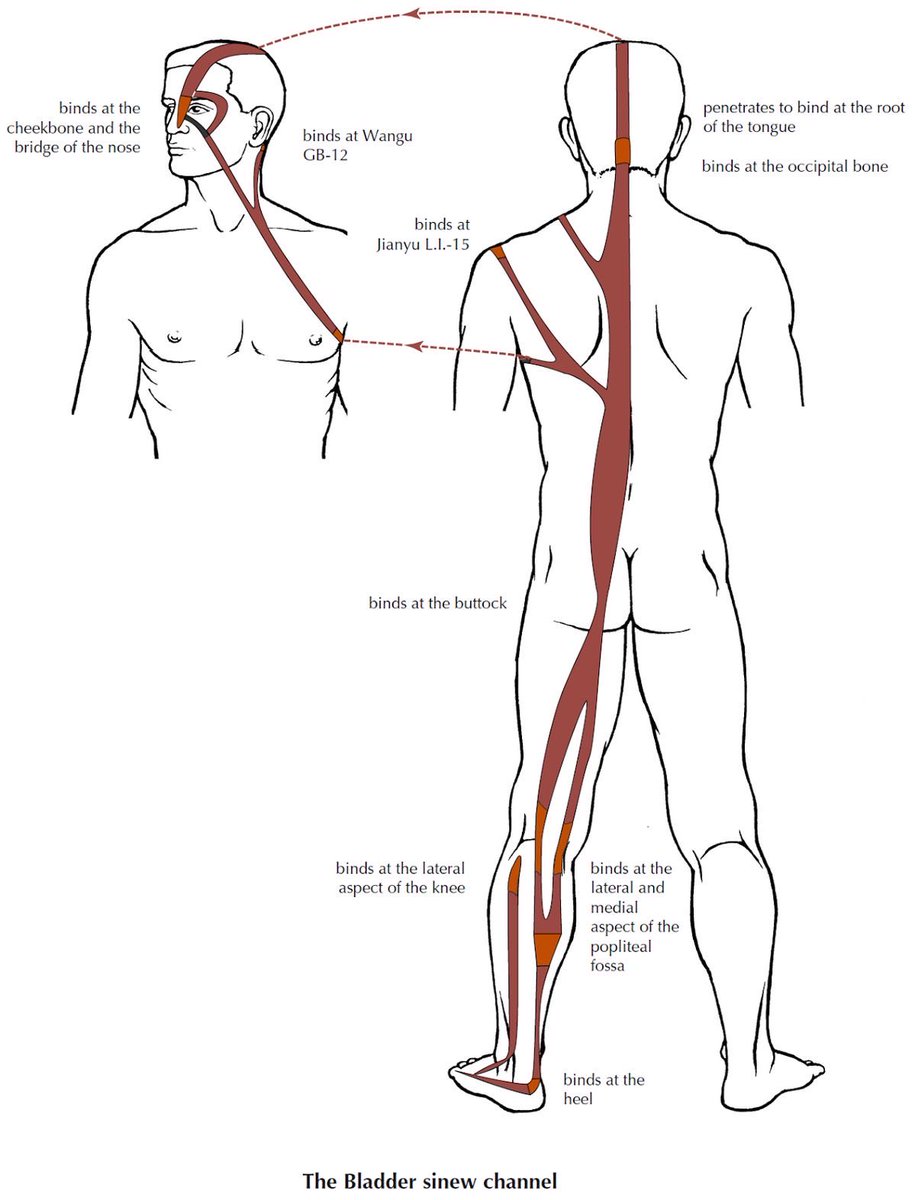 binds at the
cheekbone and the
bridge of the nose
binds at Wangu
GB-12
binds at
Jianyu L.I.-15
penetrates to bind at the root
of the tongue
binds at the occipital bone
binds at the buttock
binds at the lateral
aspect of the knee
binds at the
lateral and
medial
aspect of the
popliteal
fossa
binds at the
heel
The Bladder sinew channel